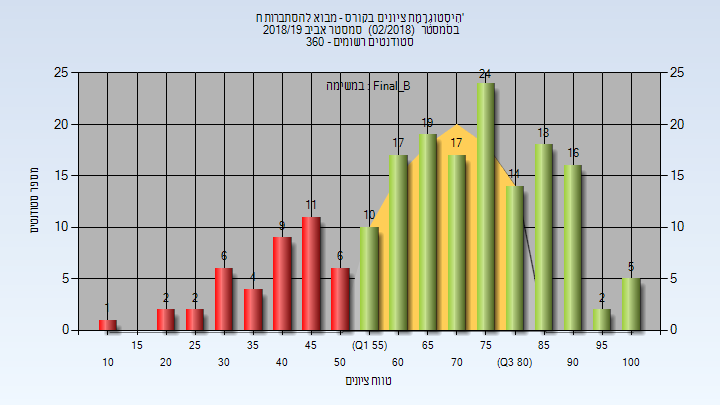 'היסטוגרמת ציונים בקורס - מבוא להסתברות ח
בסמסטר (02/2018) סמסטר אביב 2018/19
סטודנטים רשומים - 360
במשימה : Final_B
מספר סטודנטים
25 25
20 20
15 15
10 10
5 5
0 0
1 2 2 6 4 9 11 6 10 17 19 17 24 14 18 16 2 5
15 25 35 45 (Q1 55) 65 75 85 95
10 20 30 40 50 60 70 (Q3 80) 90 100
טווח ציונים